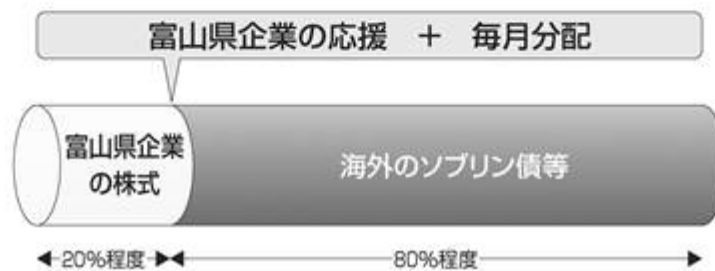 富山県企業の応援 + 毎月分配
富山県企業
の株式
海外のソブリン債等
20%程度
80%程度